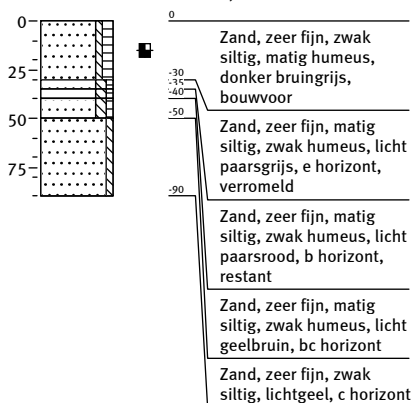 0
25
50
75
0
-30
-35
-40
-50
-90
Zand, zeer fijn, zwak
siltig, matig humeus,
donker bruingrijs,
bouwvoor
Zand, zeer fijn, matig
siltig, zwak humeus, licht
paarsgrijs, e horizont,
verromeld
Zand, zeer fijn, matig
siltig, zwak humeus, licht
paarsrood, b horizont,
restant
Zand, zeer fijn, matig
siltig, zwak humeus, licht
geelbruin, bc horizont
Zand, zeer fijn, zwak
siltig, lichtgeel, c horizont